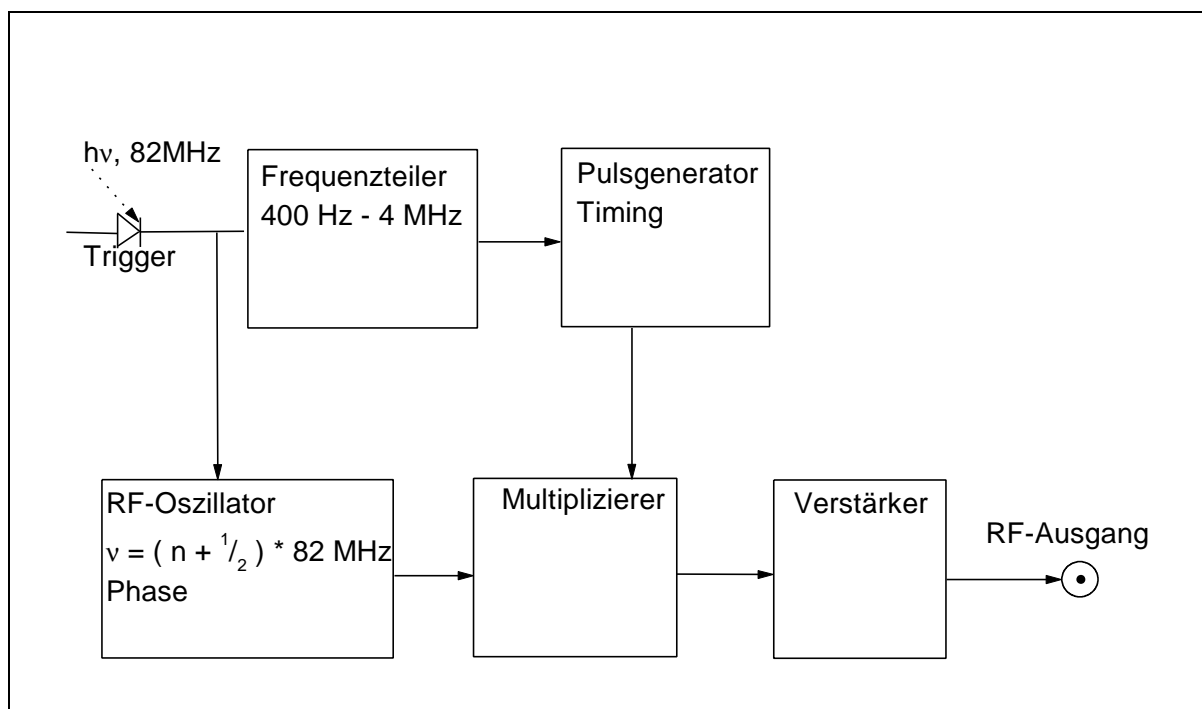 hν, 82MHz
Trigger
Frequenzteiler
400 Hz - 4 MHz
Pulsgenerator
Timing
RF-Oszillator
ν = ( n + 1/2 ) * 82 MHz
Phase
Multiplizierer
Verstärker
RF-Ausgang